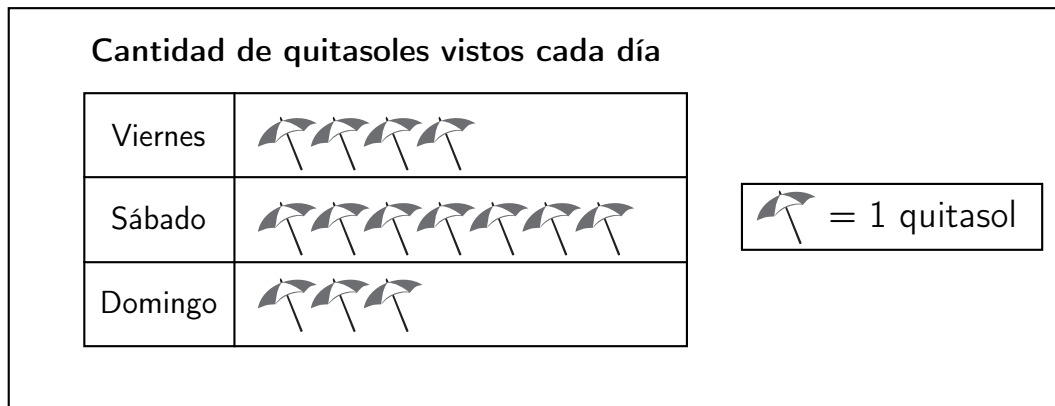 Cantidad de quitasoles vistos cada día
Viernes
Sábado
= 1 quitasol
Domingo